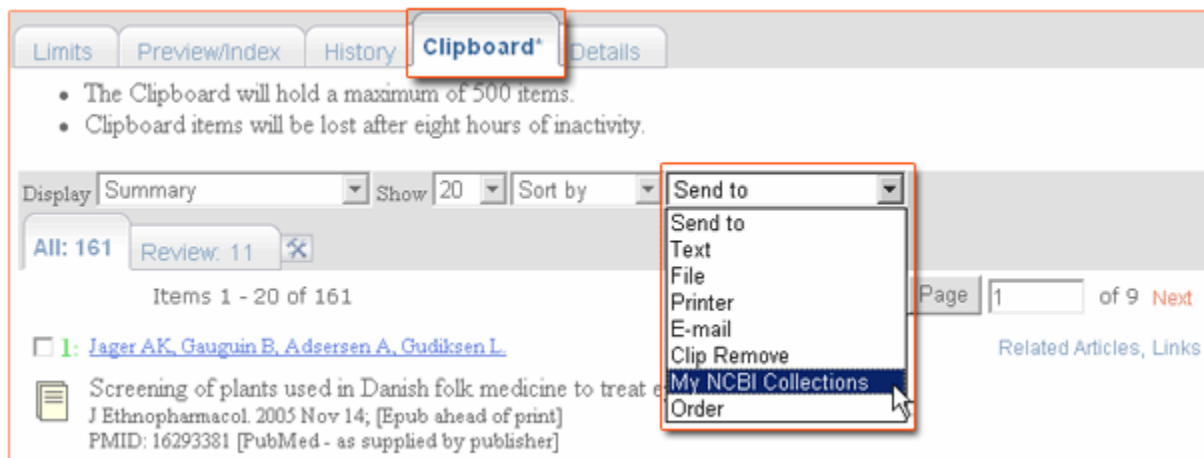 Limits Preview/Index History Clipboard* Details
The Clipboard will hold a maximum of 500 items.
Clipboard items will be lost after eight hours of inactivity.
Display Summary Show 20 Sort by Send to
Send to
Text
File
Printer
E-mail
Clip Remove
My NCBI Collections
Order
All: 161 Review: 11
Items 1 - 20 of 161 Page 1 of 9 Next
1: Jager AK, Gauguin B, Adsersen A, Gudiksen L. Related Articles, Links
Screening of plants used in Danish folk medicine to treat
J Ethnopharmacol. 2005 Nov 14; [Epub ahead of print]
PMID: 16293381 [PubMed - as supplied by publisher]